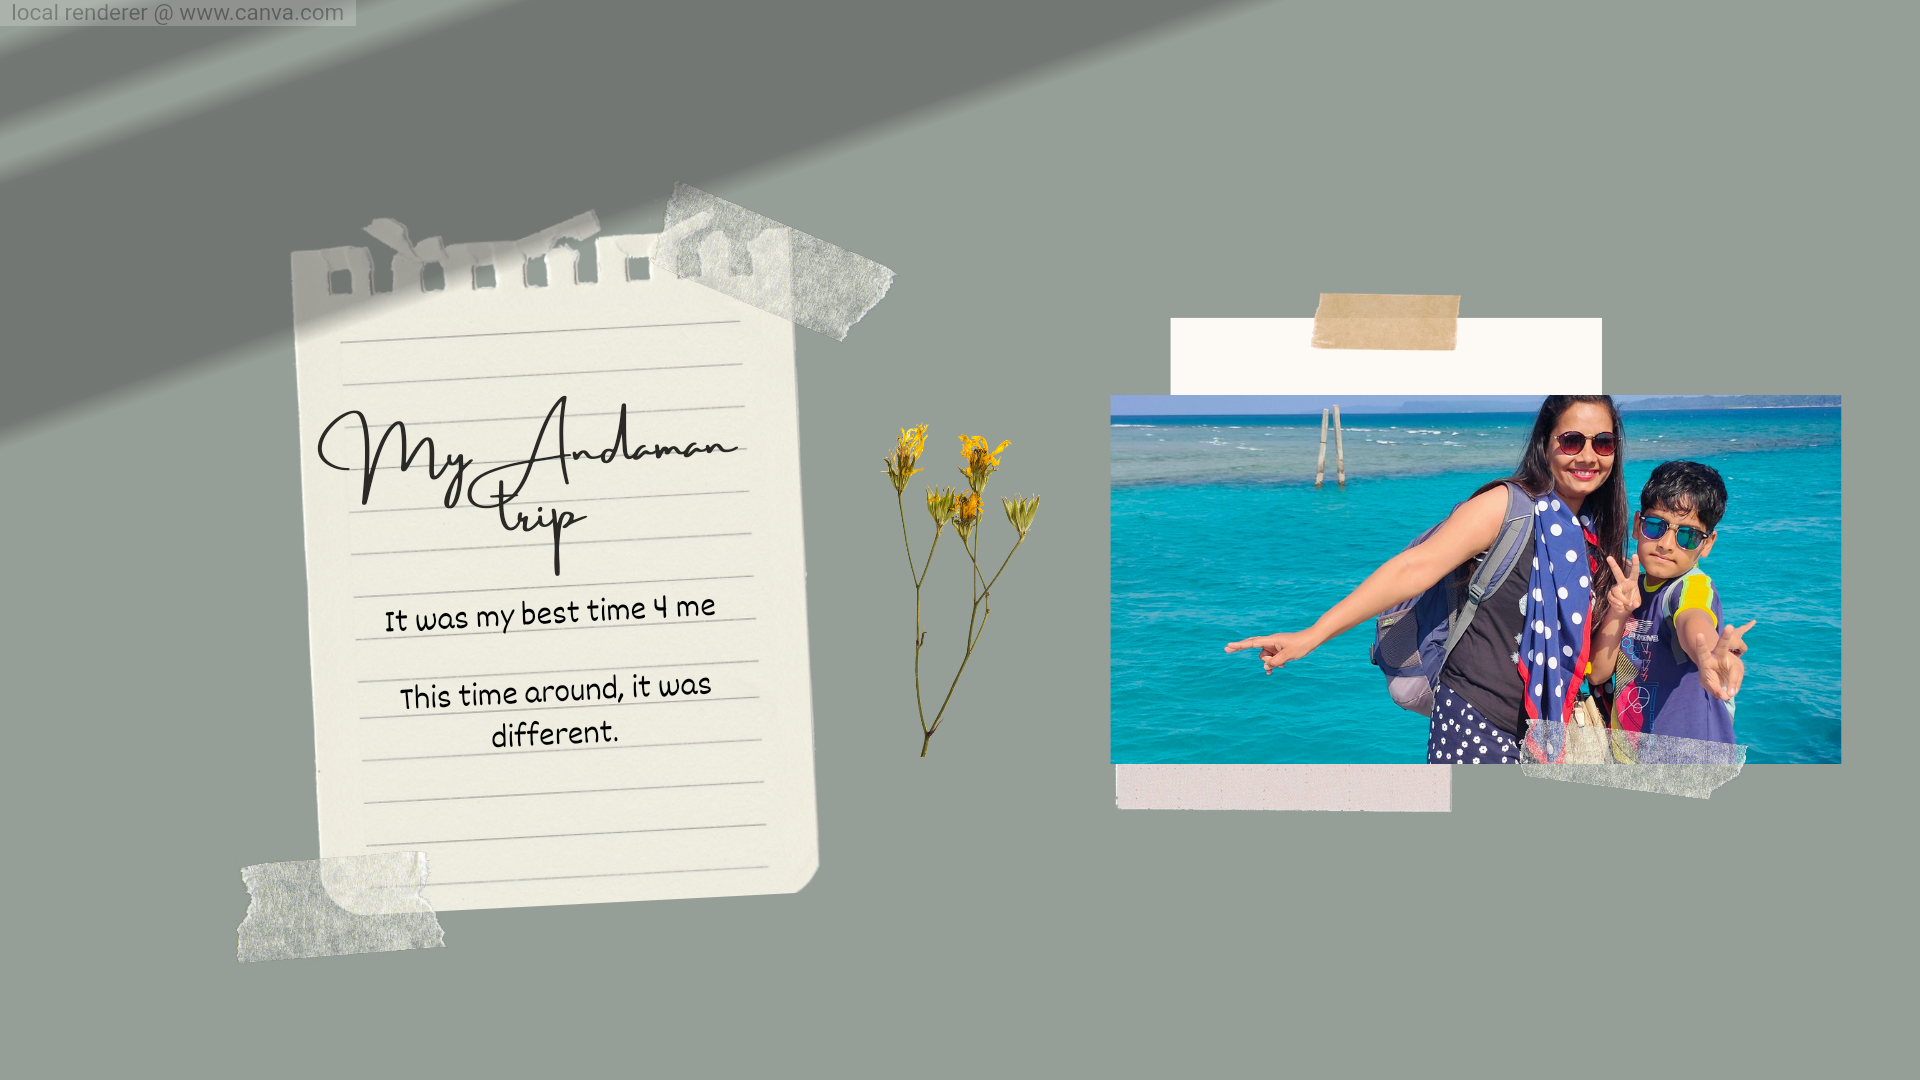 local renderer @ www.canva.com
My Andaman
trip
It was my best time 4 me
This time around, it was
different.